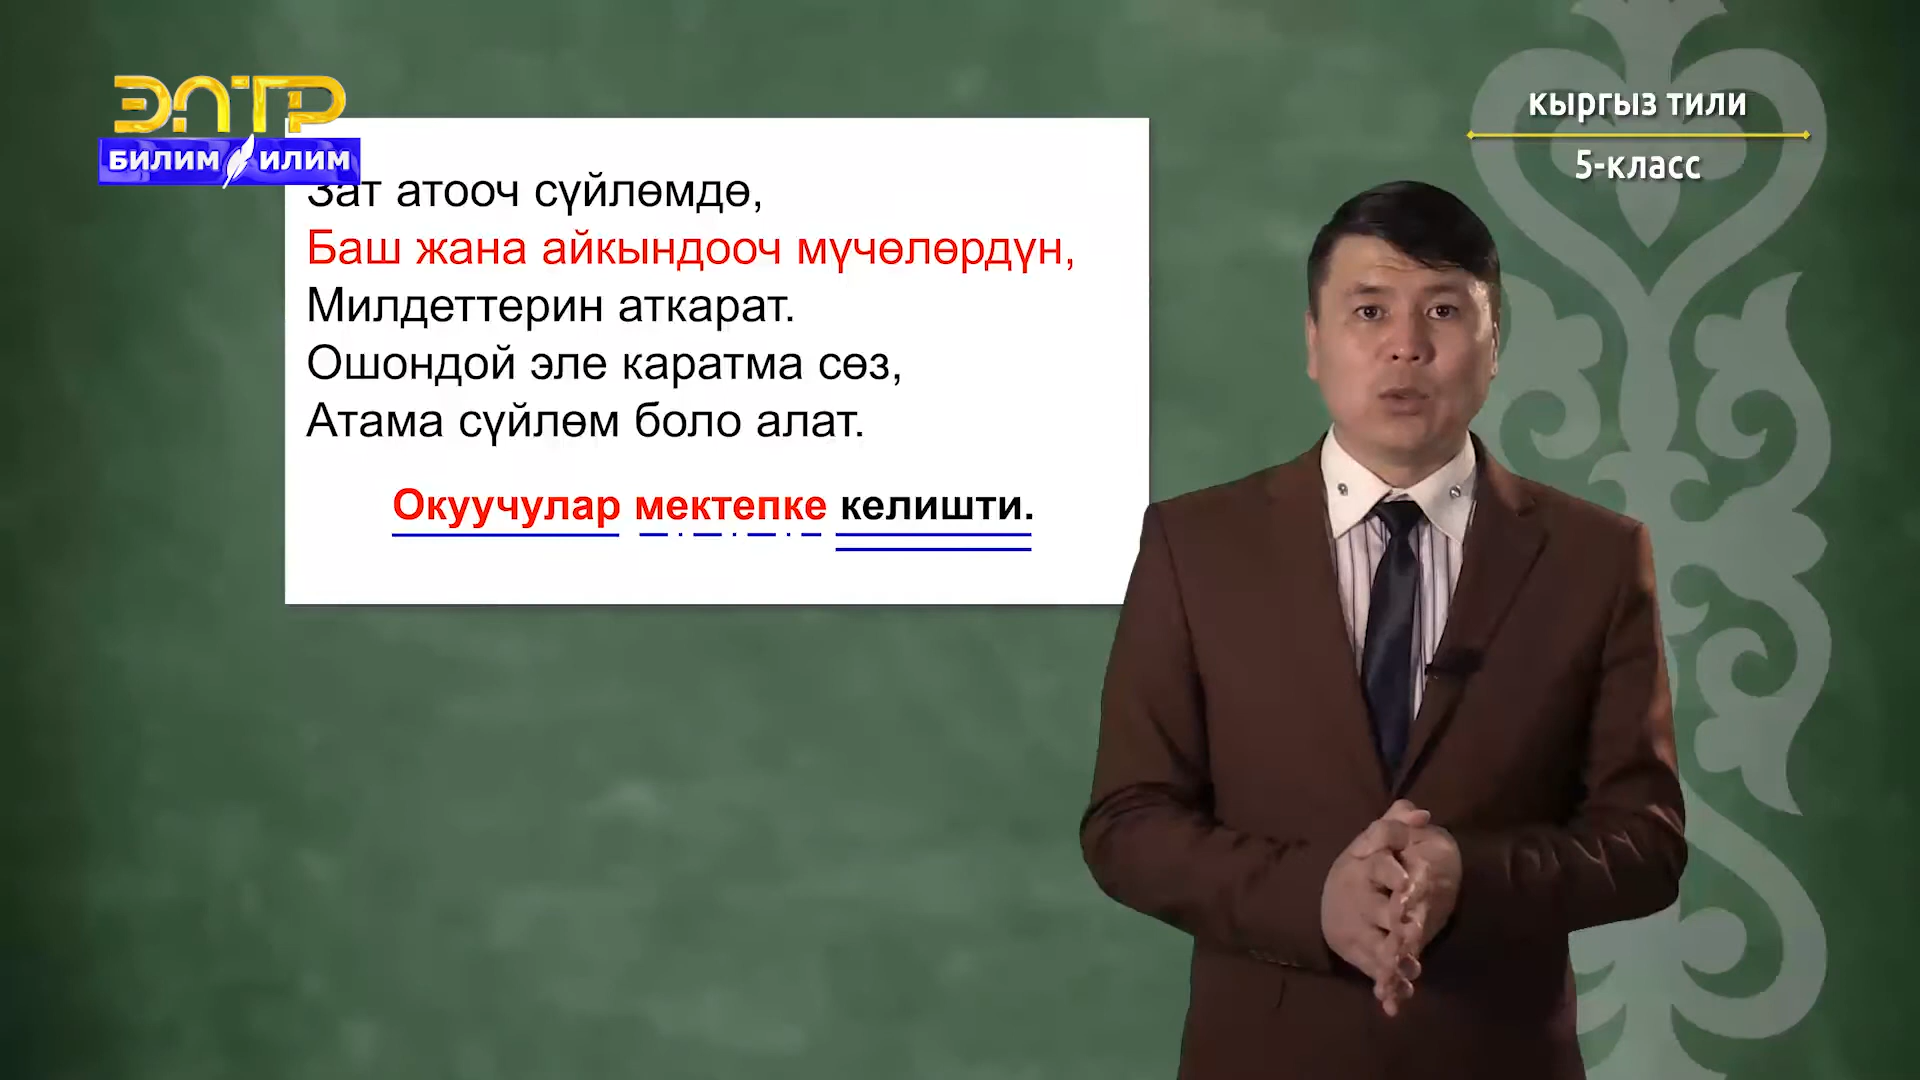 ЭЛТР
БИЛИМ ИЛИМ
кыргыз тили
5-класс
Зат атооч сүйлөмдө,
Баш жана айкындооч мүчөлөрдүн,
Милдеттерин аткарат.
Ошондой эле каратма сөз,
Атама сүйлөм боло алат.
Окуучулар мектепке келишти.